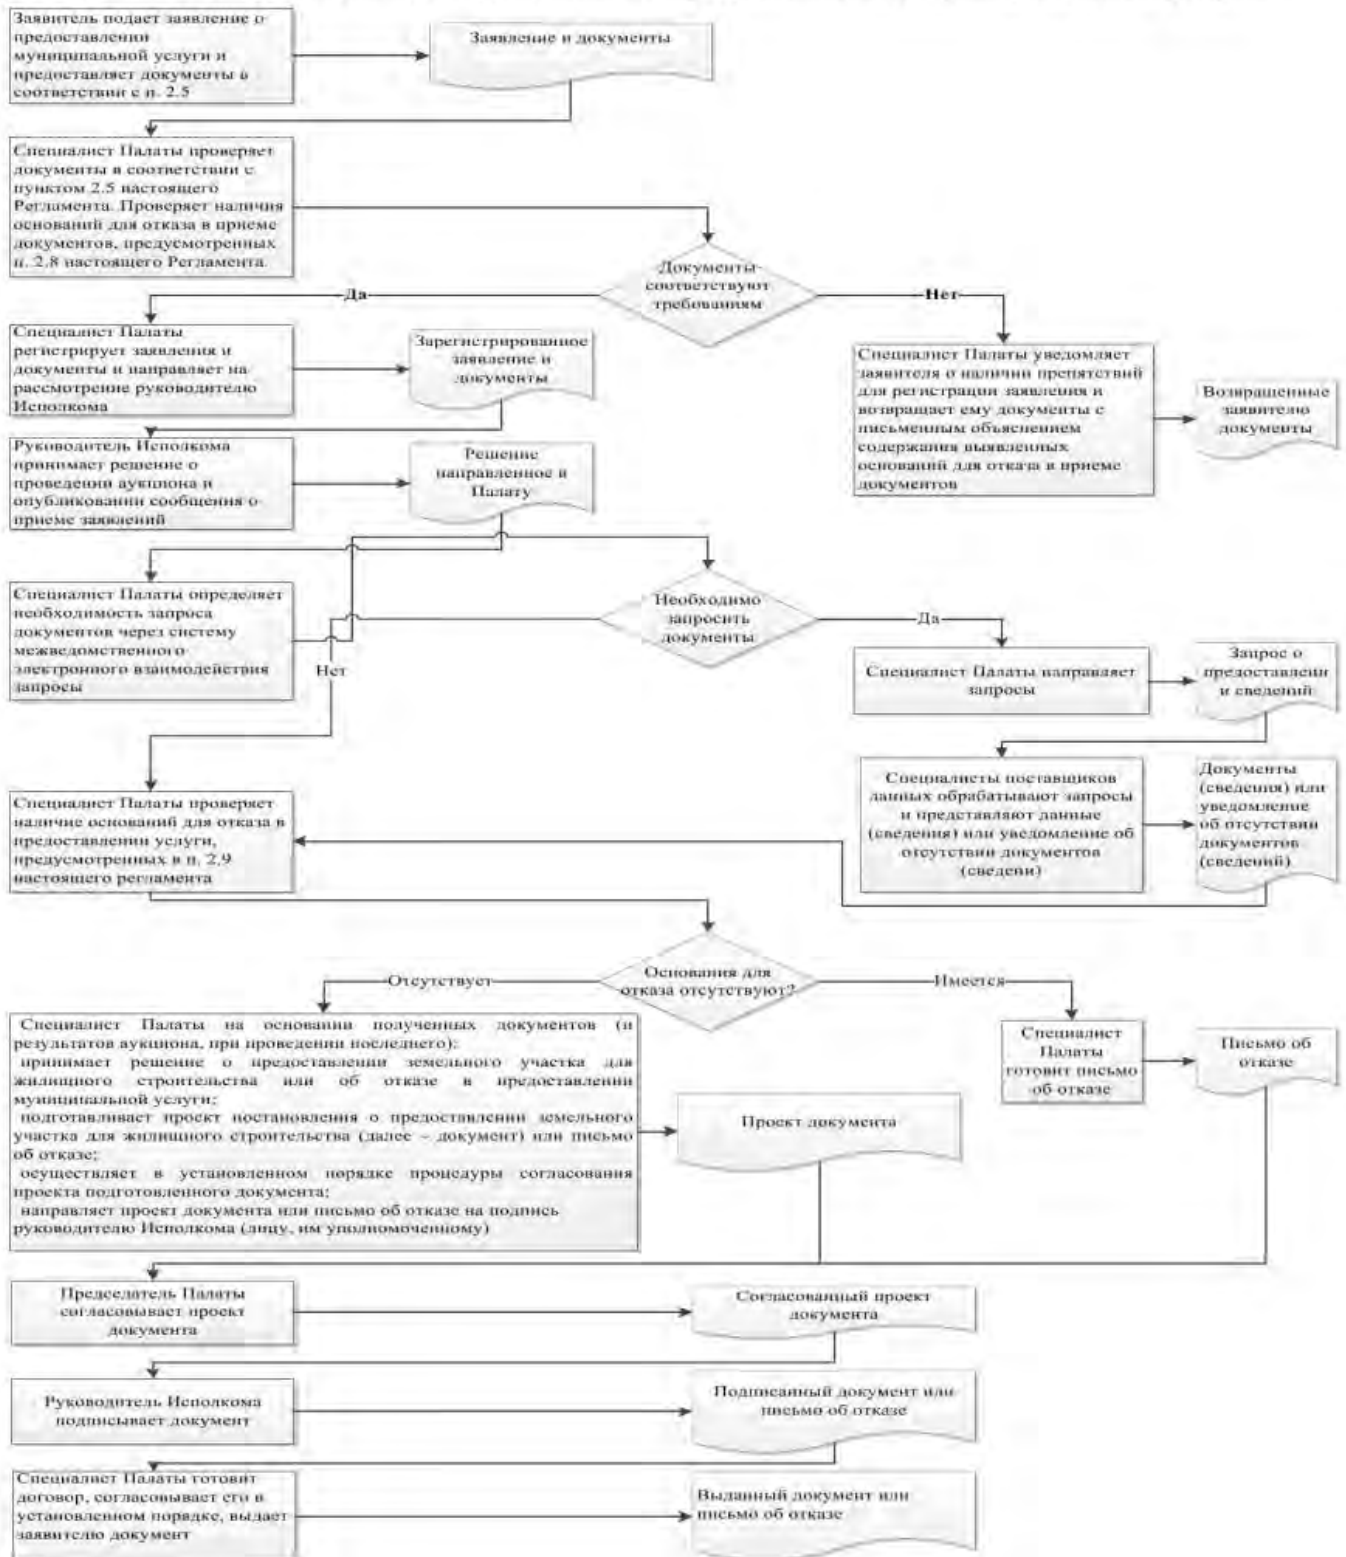 Заявитель подает заявление о
предоставлении
муниципальной услуги и
предоставляет документы в
соответствии с п. 2.5
Заявление и документы
Специалист Палаты проверяет
документы в соответствии с
пунктом 2.5 настоящего
Регламента. Проверяет наличия
оснований для отказа в приеме
документов, предусмотренных
п. 2.8 настоящего Регламента.
Документы
соответствуют
требованиям
Да
Нет
Специалист Палаты
регистрирует заявления и
документы и направляет на
рассмотрение руководителю
Исполкома
Зарегистрированное
заявление и
документы
Специалист Палаты уведомляет
заявителя о наличии препятствий
для регистрации заявления и
возвращает ему документы с
письменным объяснением
содержания выявленных
оснований для отказа в приеме
документов
Возвращенные
заявителю
документы
Руководитель Исполкома
принимает решение о
проведении аукциона и
опубликовании сообщения о
приеме заявлений
Решение
направленное в
Палату
Специалист Палаты определяет
необходимость запроса
документов через систему
межведомственного
электронного взаимодействия
запросы
Необходимо
запросить
документы
Да
Нет
Специалист Палаты направляет
запросы
Запрос о
предоставлени
и сведений
Специалисты поставщиков
данных обрабатывают запросы
и представляют данные
(сведения) или уведомление об
отсутствии документов
(сведени)
Документы
(сведения) или
уведомление
об отсутствии
документов
(сведений)
Специалист Палаты проверяет
наличие оснований для отказа в
предоставлении услуги,
предусмотренных в п. 2.9
настоящего регламента
Основания для
отказа отсутствуют?
Отсутствует
Имеется
Специалист Палаты на основании полученных документов (и
результатов аукциона, при проведении последнего):
принимает решение о предоставлении земельного участка для
жилищного строительства или об отказе в предоставлении
муниципальной услуги;
подготавливает проект постановления о предоставлении земельного
участка для жилищного строительства (далее – документ) или письмо
об отказе;
осуществляет в установленном порядке процедуры согласования
проекта подготовленного документа;
направляет проект документа или письмо об отказе на подпись
руководителю Исполкома (лицу, им уполномоченному)
Проект документа
Специалист
Палаты
готовит письмо
об отказе
Письмо об
отказе
Председатель Палаты
согласовывает проект
документа
Согласованный проект
документа
Руководитель Исполкома
подписывает документ
Подписанный документ или
письмо об отказе
Специалист Палаты готовит
договор, согласовывает его в
установленном порядке, выдает
заявителю документ
Выданный документ или
письмо об отказе